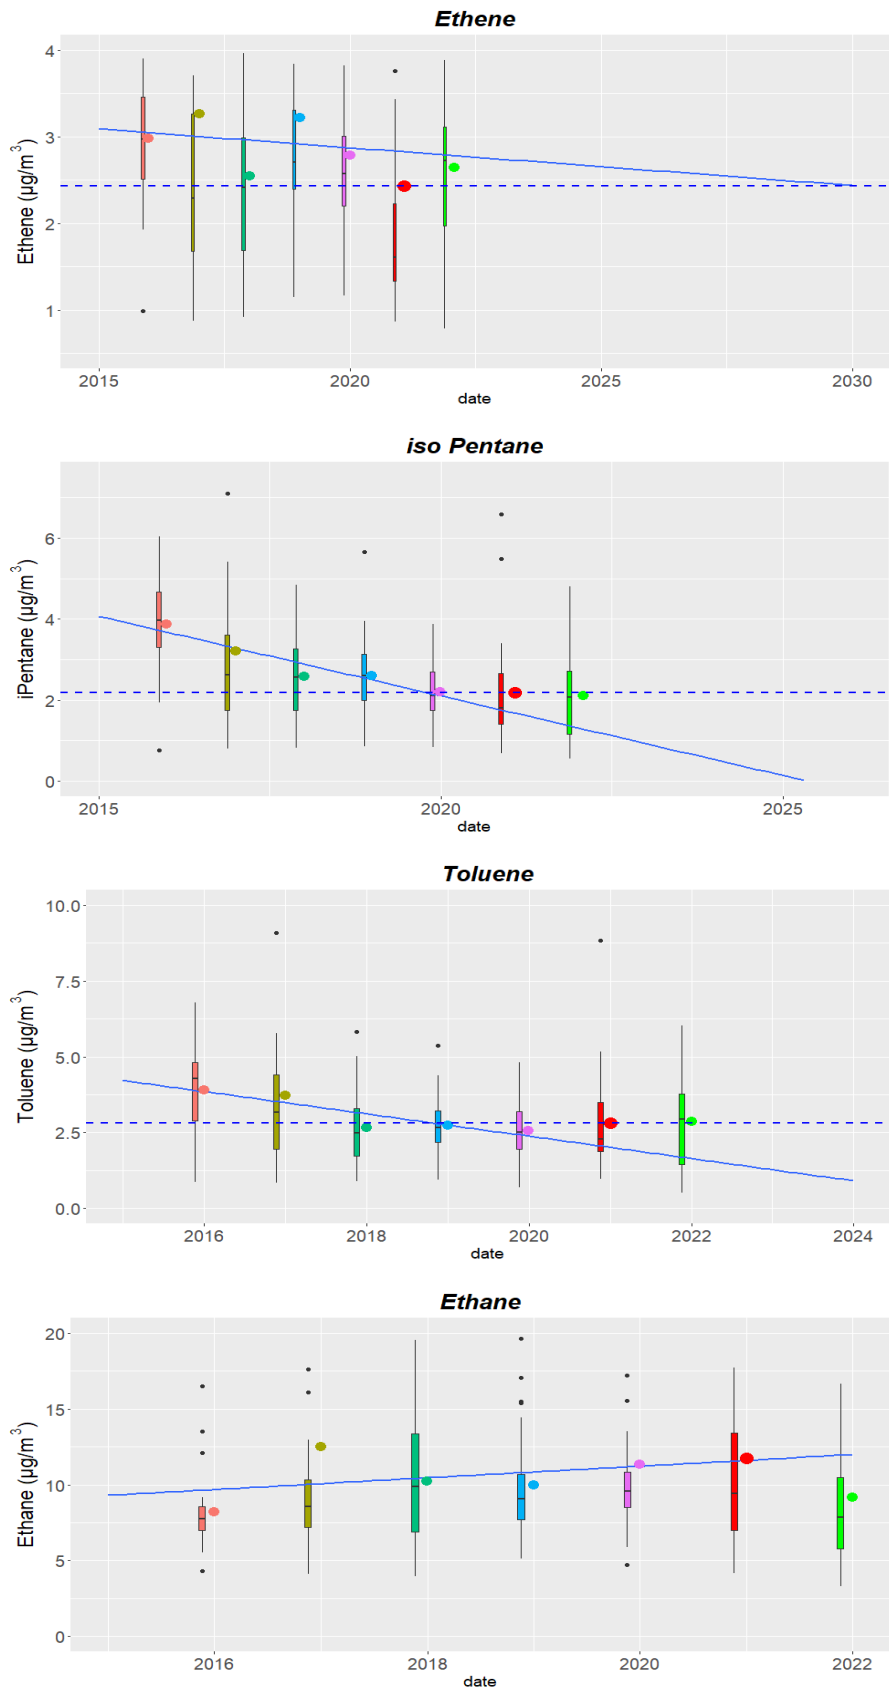 Ethene
4
3
2
1
Ethene (µg/m³)
2015 2020 2025 2030
date
iso Pentane
6
4
2
0
iPentane (µg/m³)
2015 2020 2025
date
Toluene
10.0
7.5
5.0
2.5
0.0
Toluene (µg/m³)
2016 2018 2020 2022 2024
date
Ethane
20
15
10
5
0
Ethane (µg/m³)
2016 2018 2020 2022
date